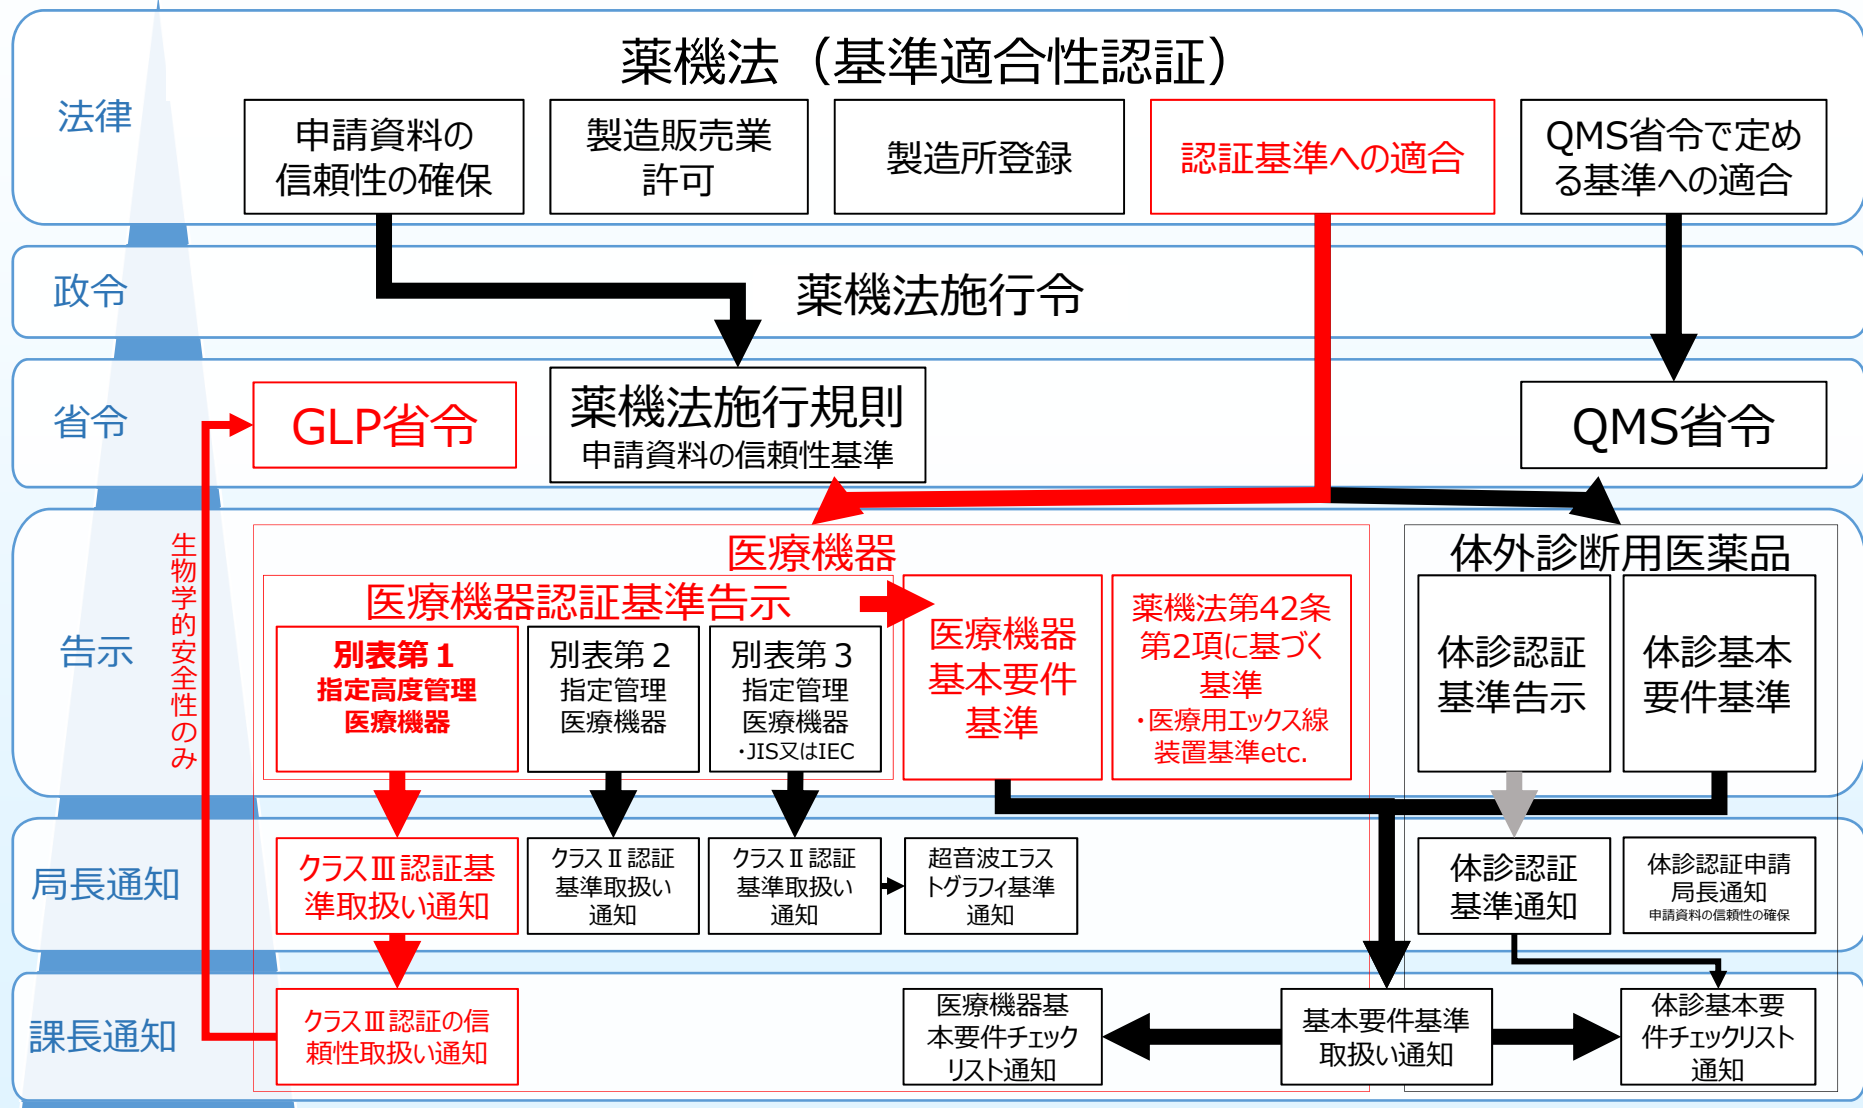 薬機法（基準適合性認証）
法律
申請資料の
信頼性の確保
製造販売業
許可
製造所登録
認証基準への適合
QMS省令で定め
る基準への適合
政令
薬機法施行令
省令
GLP省令
薬機法施行規則
申請資料の信頼性基準
QMS省令
告示
生物学的安全性のみ
医療機器
医療機器認証基準告示
別表第１
指定高度管理
医療機器
別表第２
指定管理
医療機器
別表第３
指定管理
医療機器
・JIS又はIEC
医療機器
基本要件
基準
薬機法第42条
第2項に基づく
基準
・医療用エックス線
装置基準etc.
体外診断用医薬品
体診認証
基準告示
体診基本
要件基準
局長通知
クラスⅢ認証基
準取扱い通知
クラスⅡ認証
基準取扱い
通知
クラスⅡ認証
基準取扱い
通知
超音波エラス
トグラフィ基準
通知
体診認証
基準通知
体診認証申請
局長通知
申請資料の信頼性の確保
課長通知
クラスⅢ認証の信
頼性取扱い通知
医療機器基
本要件チェック
リスト通知
基本要件基準
取扱い通知
体診基本要
件チェックリスト
通知